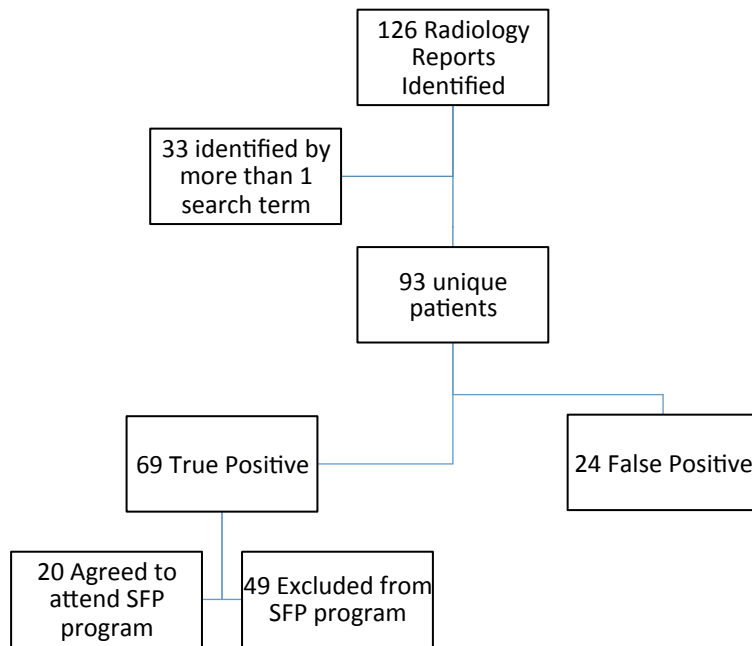 126 Radiology
Reports
Identified
33 identified by
more than 1
search term
93 unique
patients
69 True Positive
24 False Positive
20 Agreed to
attend SFP
program
49 Excluded from
SFP program